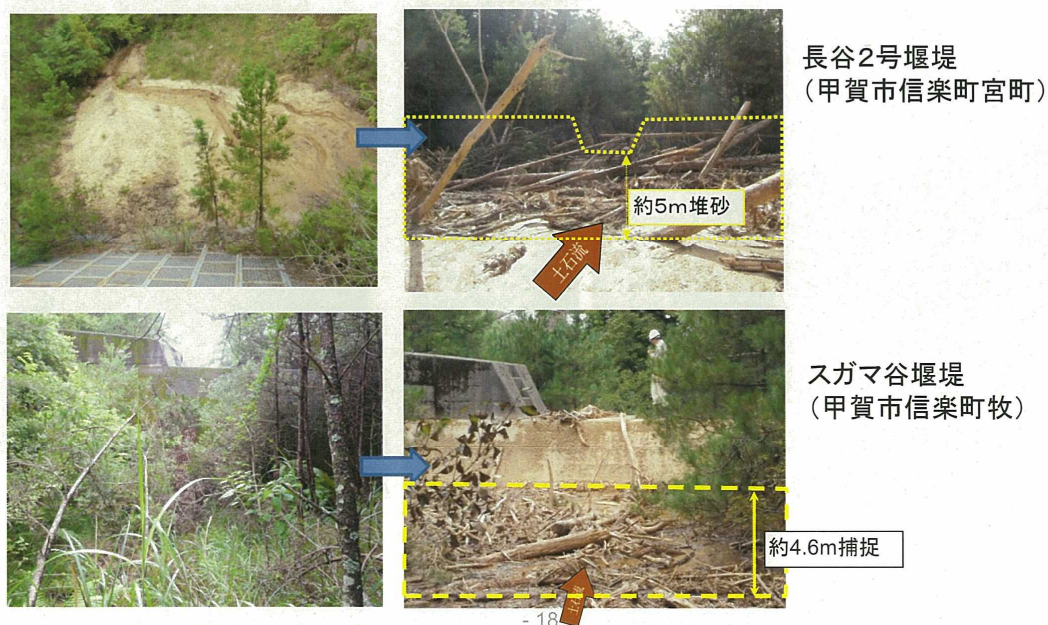 長谷2号堰堤
（甲賀市信楽町宮町）
約5m堆砂
土石流
スガマ谷堰堤
（甲賀市信楽町牧）
約4.6m捕捉
土石流
- 18